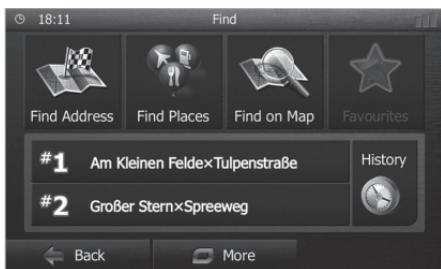 18:11 Find
Find Address Find Places Find on Map Favourites
#1 Am Kleinen Felde×Tulpenstraße History
#2 Großer Stern×Spreeweg
Back More